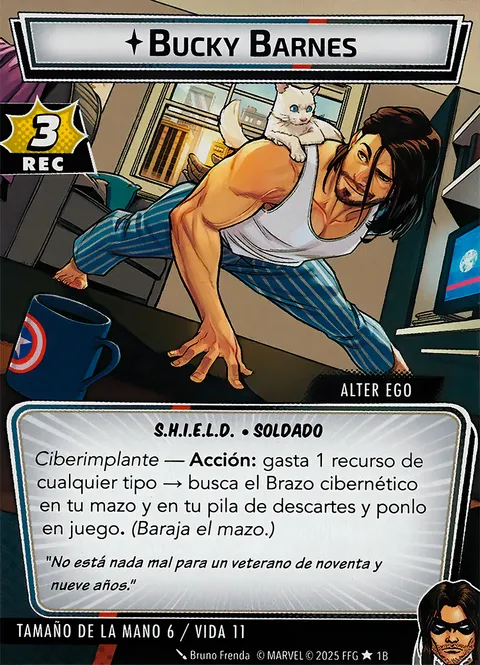 BUCKY BARNES
3
REC
ALTER EGO
S.H.I.E.L.D. • SOLDADO
Ciberimplante — Acción: gasta 1 recurso de
cualquier tipo → busca el Brazo cibernético
en tu mazo y en tu pila de descartes y ponlo
en juego. (Baraja el mazo.)
"No está nada mal para un veterano de noventa y
nueve años."
TAMAÑO DE LA MANO 6 / VIDA 11
Bruno Frenda © MARVEL © 2025 FFG ★ 1B